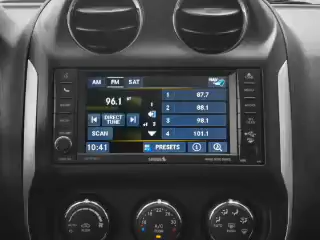 AM FM SAT
1 87.7
96.1
2 88.1
DIRECT TUNE
3 98.1
SCAN
4 101.1
10:41 PRESETS
A/C